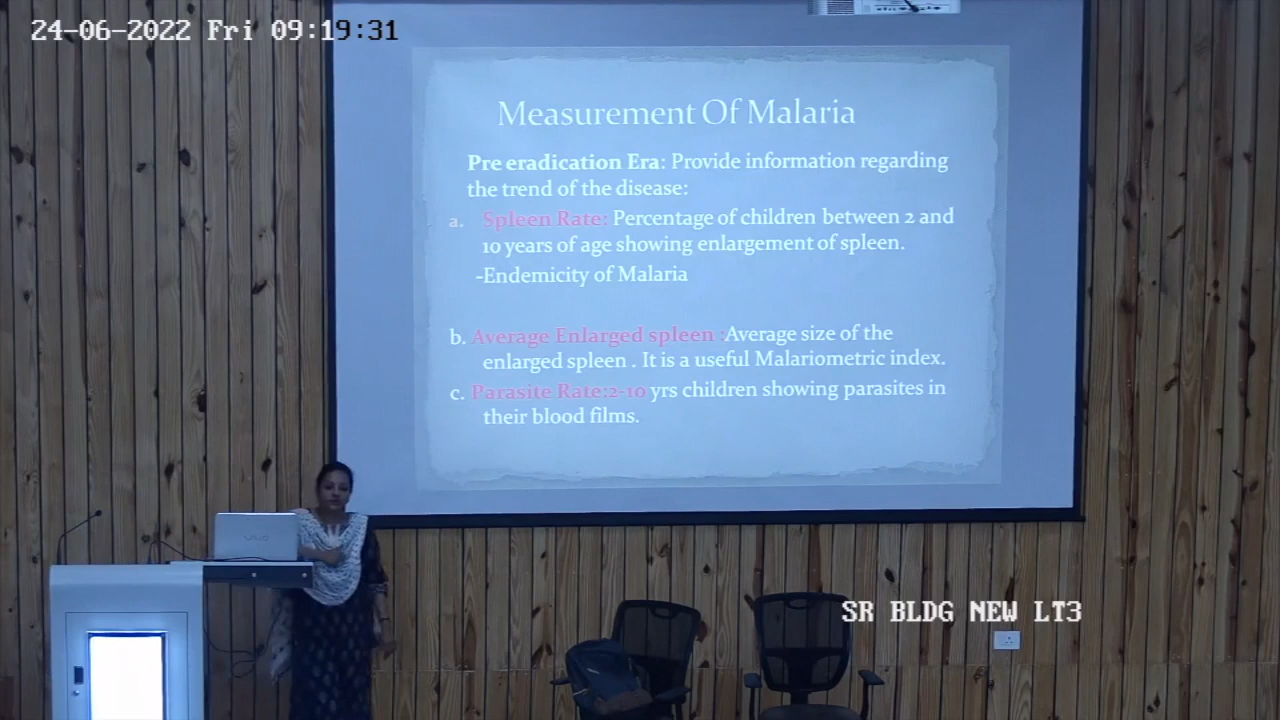 24-06-2022 Fri 09:19:31
Measurement Of Malaria
Pre eradication Era: Provide information regarding
the trend of the disease:
a. Spleen Rate: Percentage of children between 2 and
10 years of age showing enlargement of spleen.
-Endemicity of Malaria
b. Average Enlarged spleen :Average size of the
enlarged spleen . It is a useful Malariometric index.
c. Parasite Rate:2-10 yrs children showing parasites in
their blood films.
VAIO
SR BLDG NEW LT3